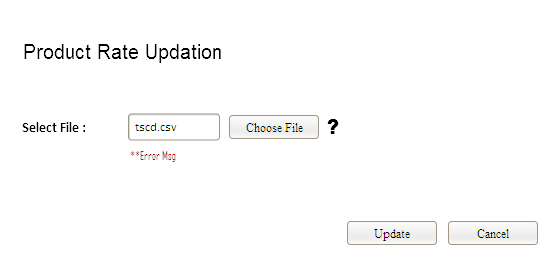 Product Rate Updation
Select File : tscd.csv Choose File ?
**Error Msg
Update Cancel